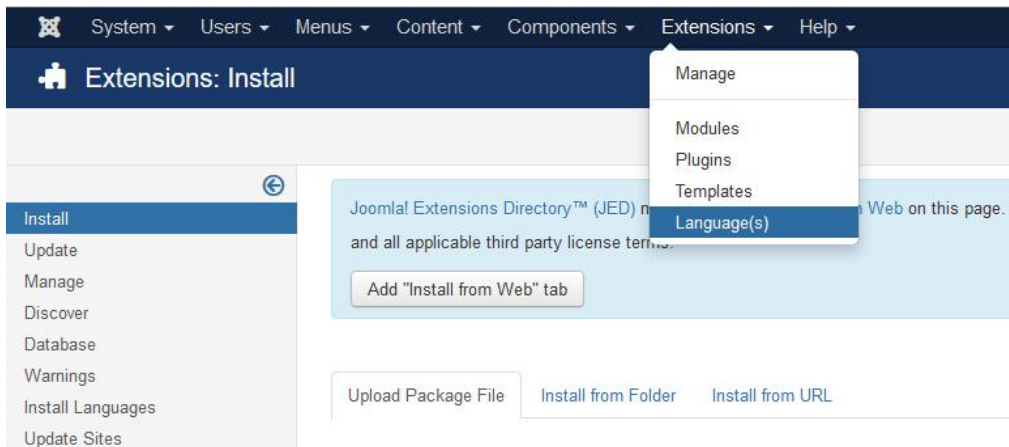 System Users Menus Content Components Extensions Help
Extensions: Install
Manage
Modules
Plugins
Templates
Language(s)
Install
Update
Manage
Discover
Database
Warnings
Install Languages
Update Sites
Joomla! Extensions Directory™ (JED) Web on this page.
and all applicable third party license terms.
Add "Install from Web" tab
Upload Package File Install from Folder Install from URL